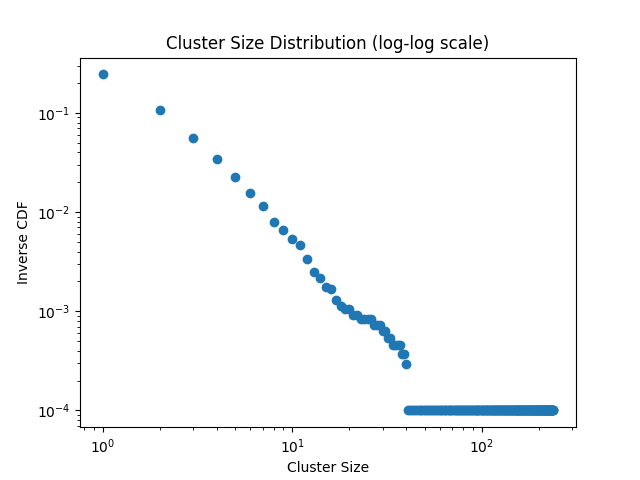 Cluster Size Distribution (log-log scale)
Inverse CDF
10⁻¹
10⁻²
10⁻³
10⁻⁴
10⁰ 10¹ 10²
Cluster Size